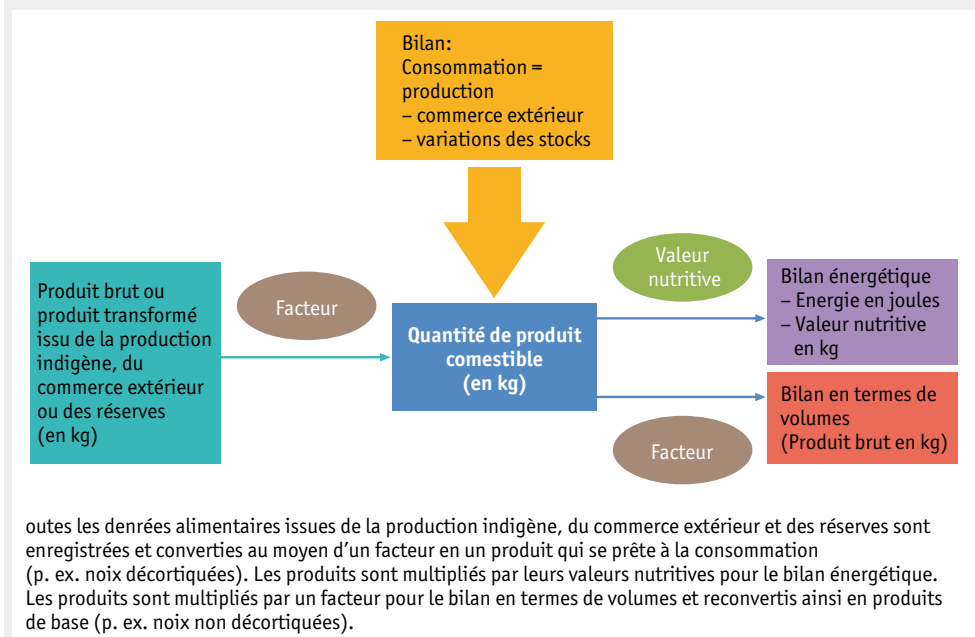 Bilan:
Consommation =
production
– commerce extérieur
– variations des stocks
Valeur
nutritive
Produit brut ou
produit transformé
issu de la production
indigène, du
commerce extérieur
ou des réserves
(en kg)
Facteur
Quantité de produit
comestible
(en kg)
Bilan énergétique
– Energie en joules
– Valeur nutritive
en kg
Bilan en termes de
volumes
(Produit brut en kg)
Facteur
outes les denrées alimentaires issues de la production indigène, du commerce extérieur et des réserves sont
enregistrées et converties au moyen d'un facteur en un produit qui se prête à la consommation
(p. ex. noix décortiquées). Les produits sont multipliés par leurs valeurs nutritives pour le bilan énergétique.
Les produits sont multipliés par un facteur pour le bilan en termes de volumes et reconvertis ainsi en produits
de base (p. ex. noix non décortiquées).